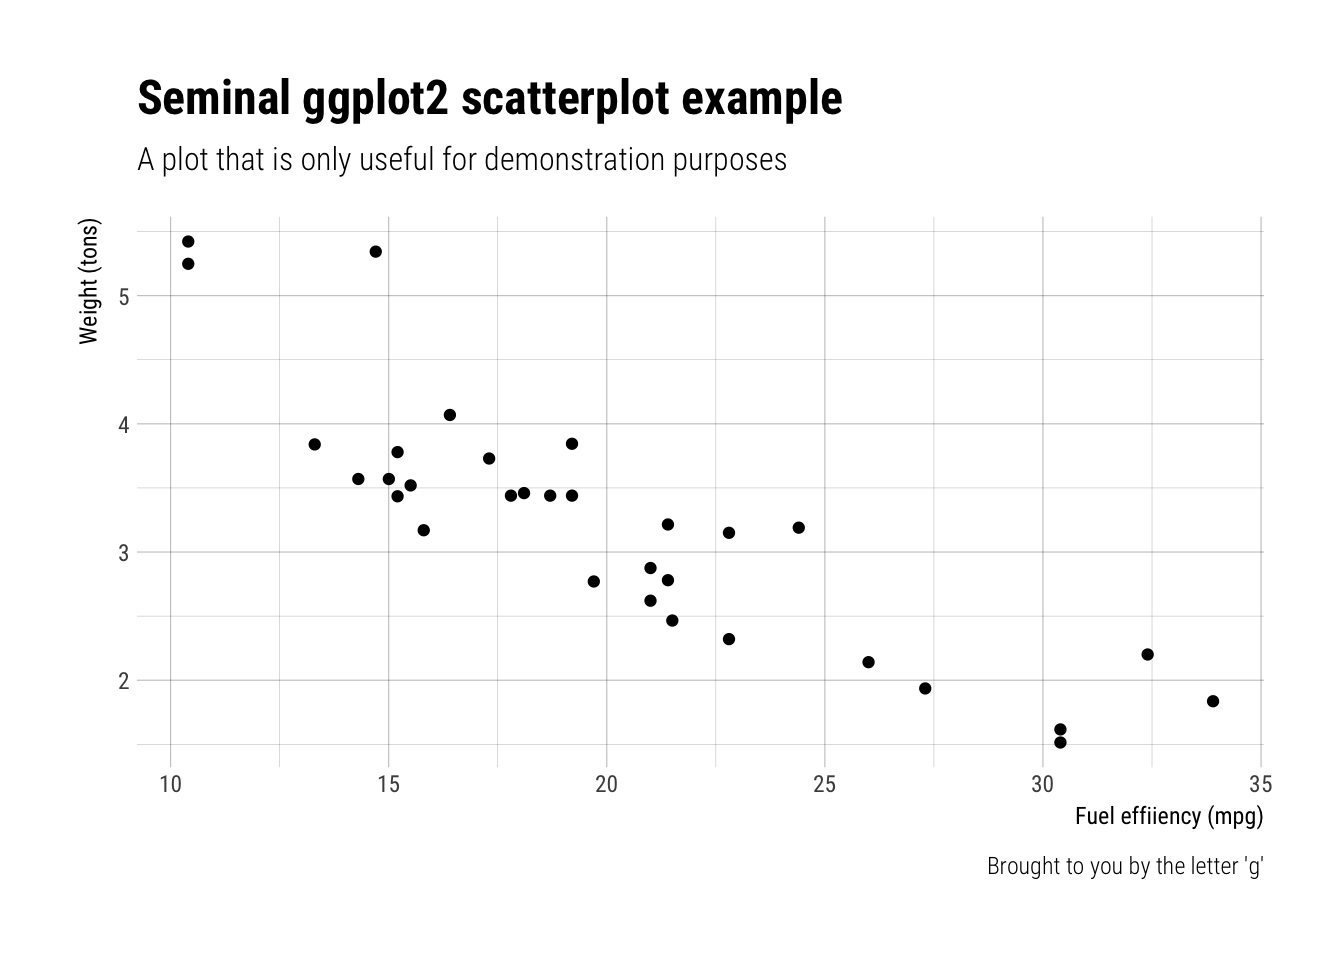 Seminal ggplot2 scatterplot example
A plot that is only useful for demonstration purposes
Weight (tons)
5
4
3
2
10 15 20 25 30 35
Fuel effiiency (mpg)
Brought to you by the letter 'g'